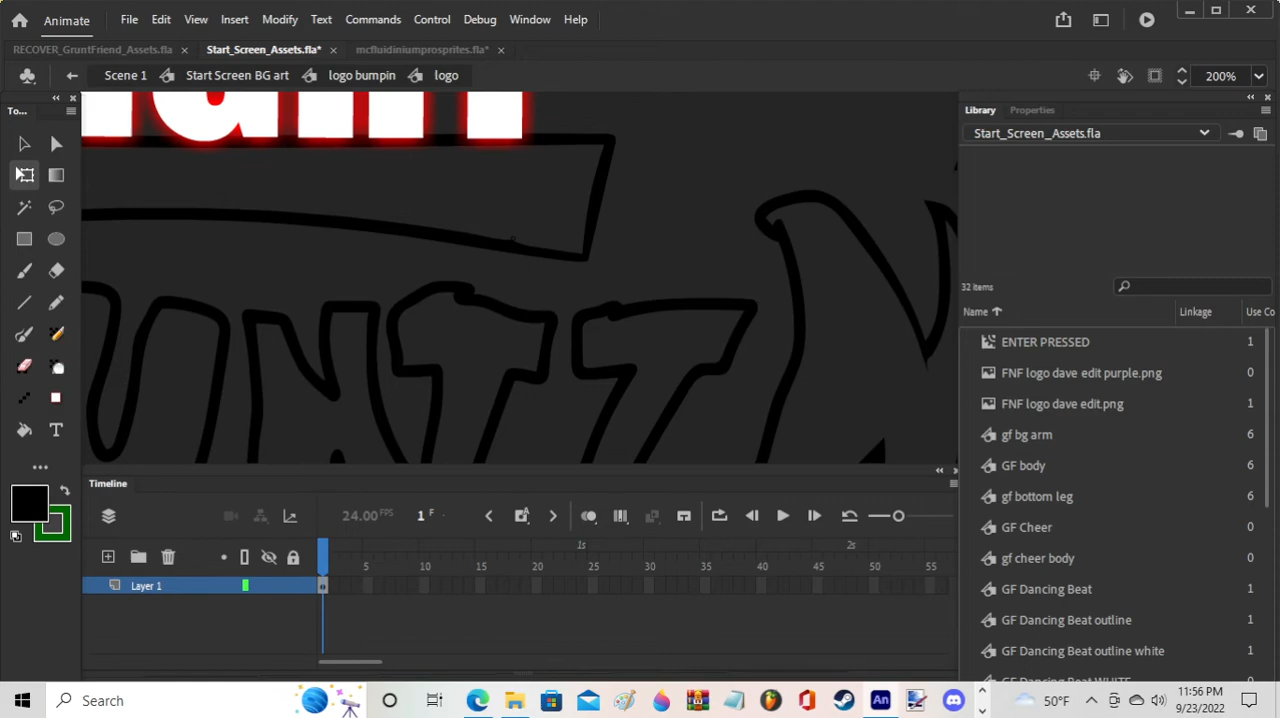 Animate File Edit View Insert Modify Text Commands Control Debug Window Help
RECOVER_GruntFriend_Assets.fla × Start_Screen_Assets.fla* × mcfluidiniumprosprites.fla* ×
Scene 1 Start Screen BG art logo bumpin logo 200%
To...
Library Properties
Start_Screen_Assets.fla
32 items
Name Linkage Use Co
ENTER PRESSED 1
FNF logo dave edit purple.png 0
FNF logo dave edit.png 1
gf bg arm 6
GF body 6
gf bottom leg 6
GF Cheer 0
gf cheer body 0
GF Dancing Beat 1
GF Dancing Beat outline 1
GF Dancing Beat outline white 1
GF Dancing Beat WHITE
UNTZ
Timeline
24.00 FPS 1 F
1s 2s
5 10 15 20 25 30 35 40 45 50 55
Layer 1
Search
50°F
11:56 PM
9/23/2022